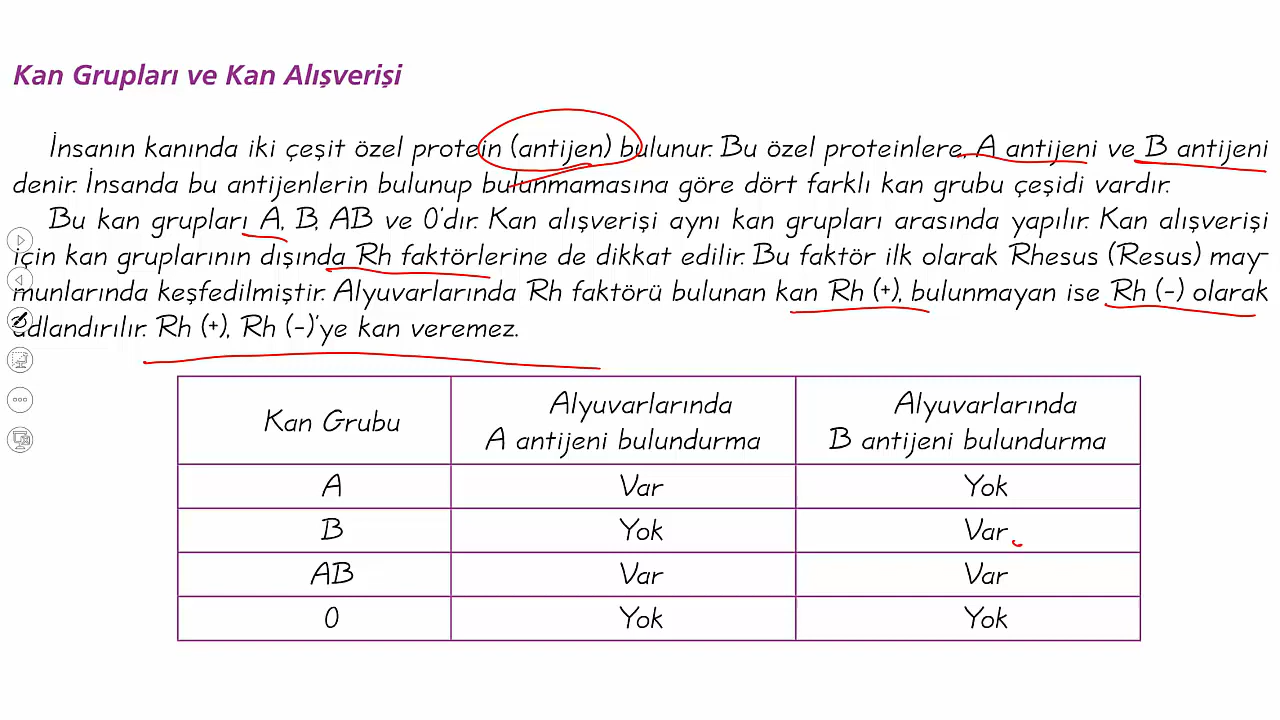 Kan Grupları ve Kan Alışverişi
İnsanın kanında iki çeşit özel protein (antijen) bulunur. Bu özel proteinlere, A antijeni ve B antijeni
denir. İnsanda bu antijenlerin bulunup bulunmamasına göre dört farklı kan grubu çeşidi vardır.
Bu kan grupları A, B, AB ve 0'dır. Kan alışverişi aynı kan grupları arasında yapılır. Kan alışverişi
için kan gruplarının dışında Rh faktörlerine de dikkat edilir. Bu faktör ilk olarak Rhesus (Resus) may-
munlarında keşfedilmiştir. Alyuvarlarında Rh faktörü bulunan kan Rh (+), bulunmayan ise Rh (-) olarak
adlandırılır. Rh (+), Rh (-)'ye kan veremez.
Kan Grubu Alyuvarlarında A antijeni bulundurma Alyuvarlarında B antijeni bulundurma
A Var Yok
B Yok Var
AB Var Var
0 Yok Yok